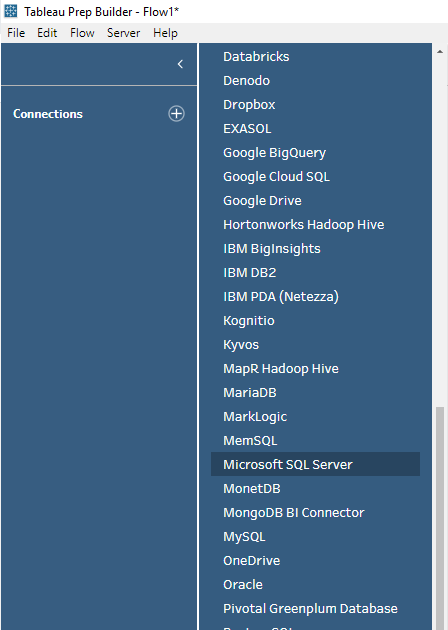 Tableau Prep Builder - Flow1*
File Edit Flow Server Help
Connections
Databricks
Denodo
Dropbox
EXASOL
Google BigQuery
Google Cloud SQL
Google Drive
Hortonworks Hadoop Hive
IBM BigInsights
IBM DB2
IBM PDA (Netezza)
Kognitio
Kyvos
MapR Hadoop Hive
MariaDB
MarkLogic
MemSQL
Microsoft SQL Server
MonetDB
MongoDB BI Connector
MySQL
OneDrive
Oracle
Pivotal Greenplum Database